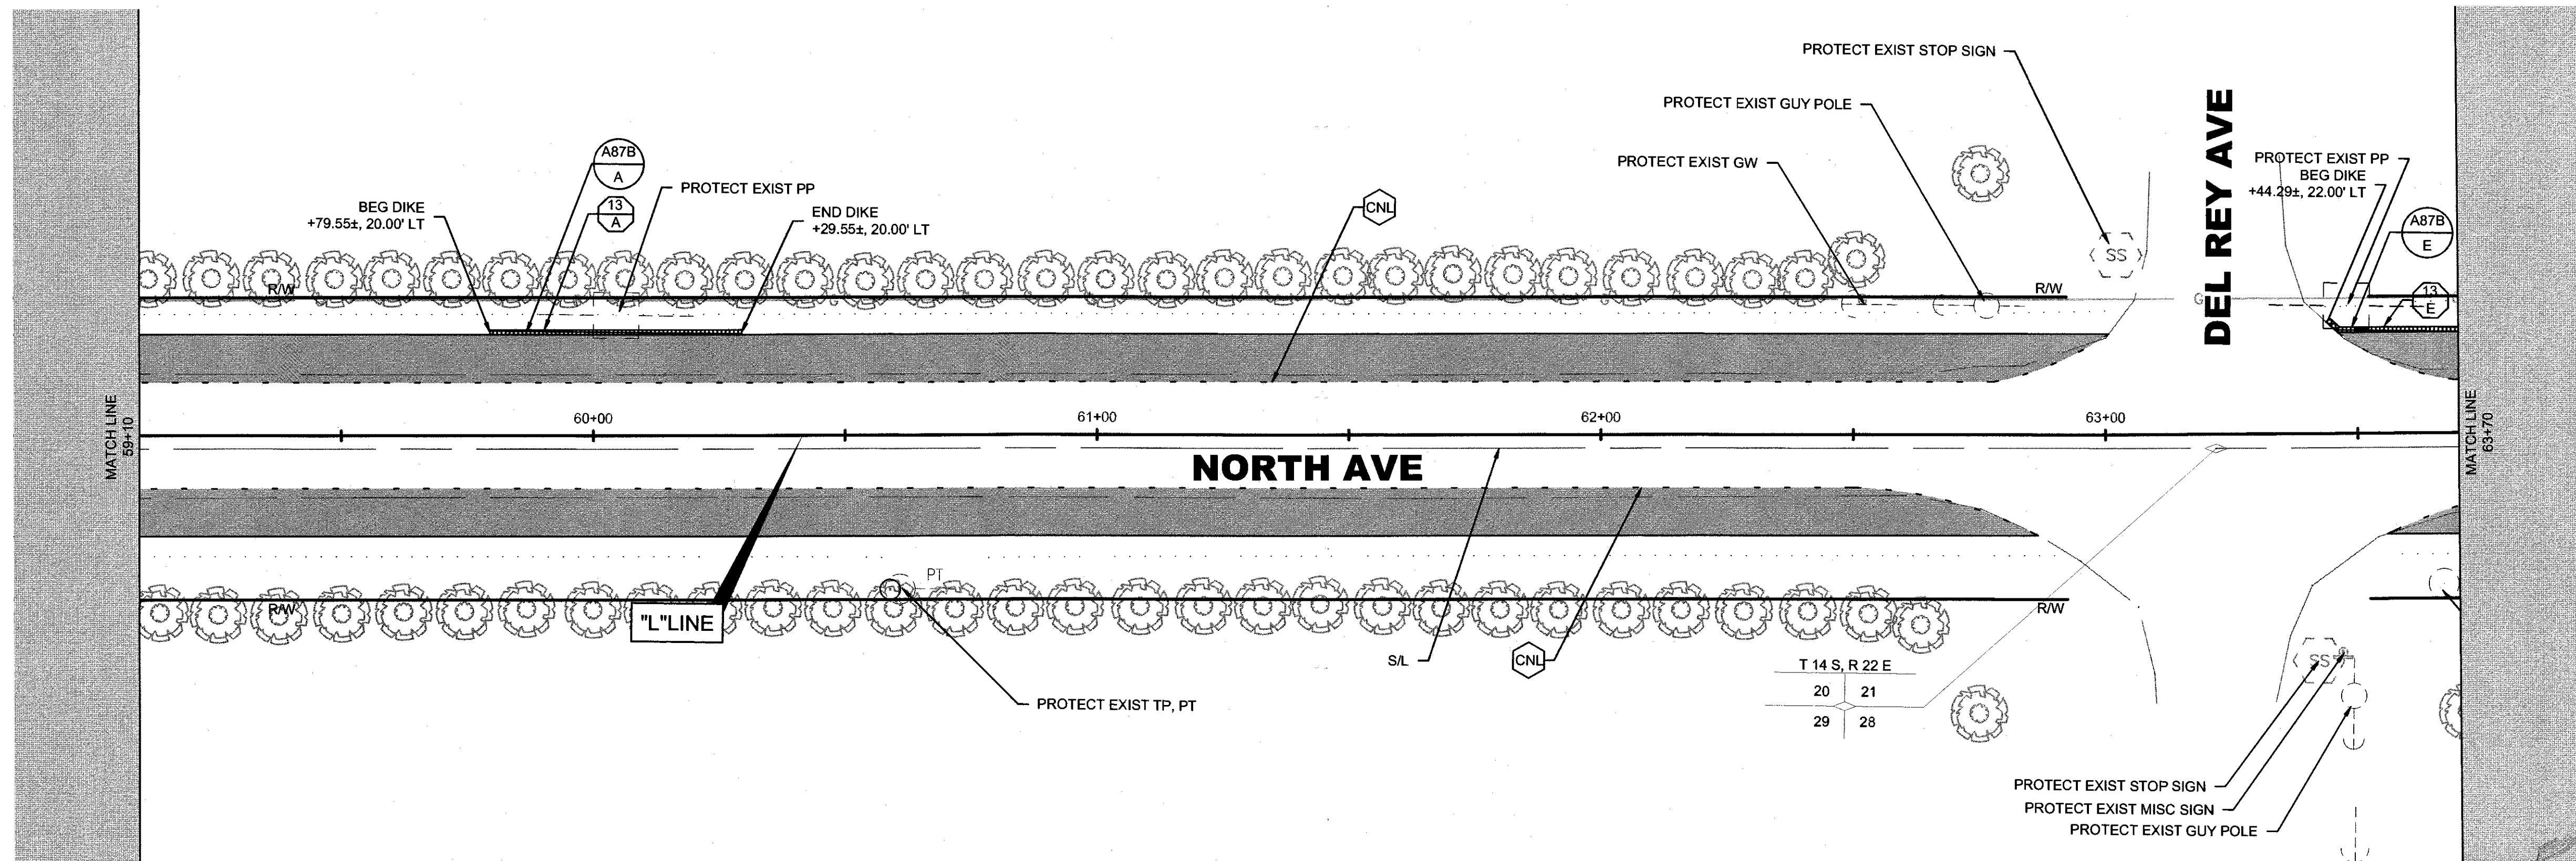 PROTECT EXIST STOP SIGN
PROTECT EXIST GUY POLE
PROTECT EXIST GW
DEL REY AVE
PROTECT EXIST PP
BEG DIKE
+44.29±, 22.00' LT
A87B
E
13
E
A87B
A
13
A
PROTECT EXIST PP
BEG DIKE
+79.55±, 20.00' LT
END DIKE
+29.55±, 20.00' LT
CNL
SS
R/W
R/W
G
MATCH LINE
59+10
60+00
61+00
62+00
63+00
MATCH LINE
63+70
NORTH AVE
PT
R/W
"L"LINE
R/W
S/L
CNL
T 14 S, R 22 E
20
21
29
28
PROTECT EXIST TP, PT
SS
PROTECT EXIST STOP SIGN
PROTECT EXIST MISC SIGN
PROTECT EXIST GUY POLE